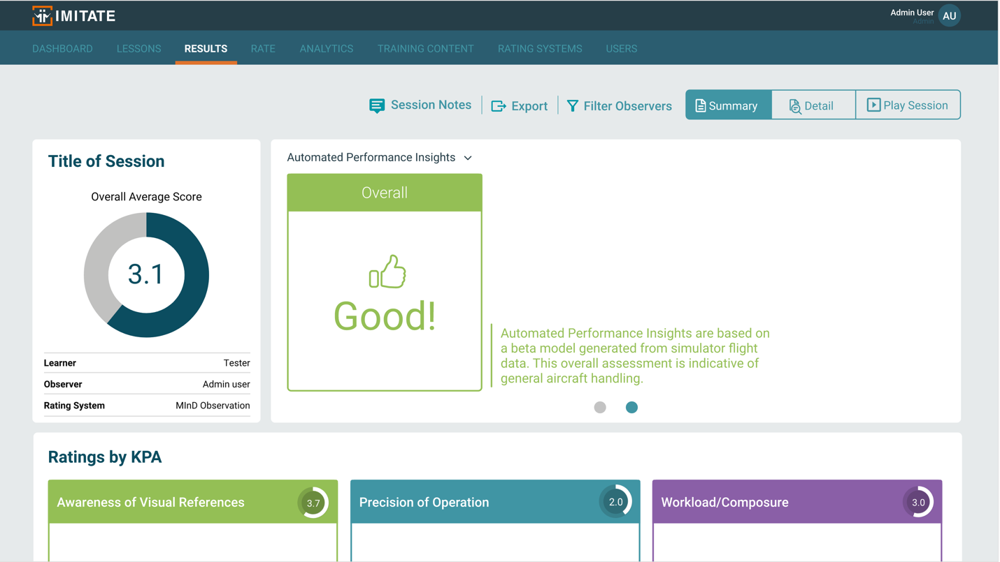 IMITATE
Admin User
Admin
AU
DASHBOARD LESSONS RESULTS RATE ANALYTICS TRAINING CONTENT RATING SYSTEMS USERS
Session Notes Export Filter Observers Summary Detail Play Session
Title of Session
Overall Average Score
3.1
Learner Tester
Observer Admin user
Rating System MInD Observation
Automated Performance Insights
Overall
Good!
Automated Performance Insights are based on
a beta model generated from simulator flight
data. This overall assessment is indicative of
general aircraft handling.
Ratings by KPA
Awareness of Visual References 3.7
Precision of Operation 2.0
Workload/Composure 3.0